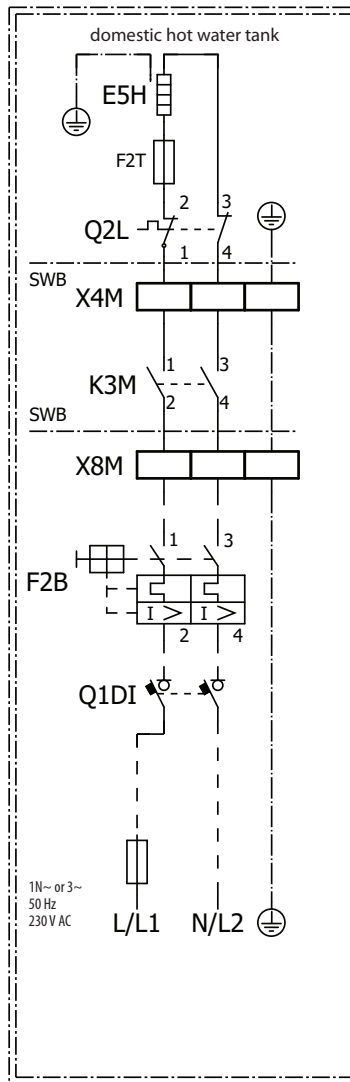 domestic hot water tank
E5H
F2T
2 3
Q2L
1 4
SWB
X4M
1 3
K3M
2 4
SWB
X8M
1 3
F2B
I > I >
2 4
Q1DI
1N~ or 3~
50 Hz
230 V AC
L/L1 N/L2